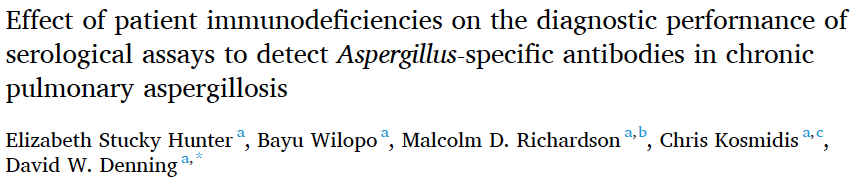 Effect of patient immunodeficiencies on the diagnostic performance of
serological assays to detect Aspergillus-specific antibodies in chronic
pulmonary aspergillosis
Elizabeth Stucky Hunter a, Bayu Wilopo a, Malcolm D. Richardson a,b, Chris Kosmidis a,c,
David W. Denning a,*